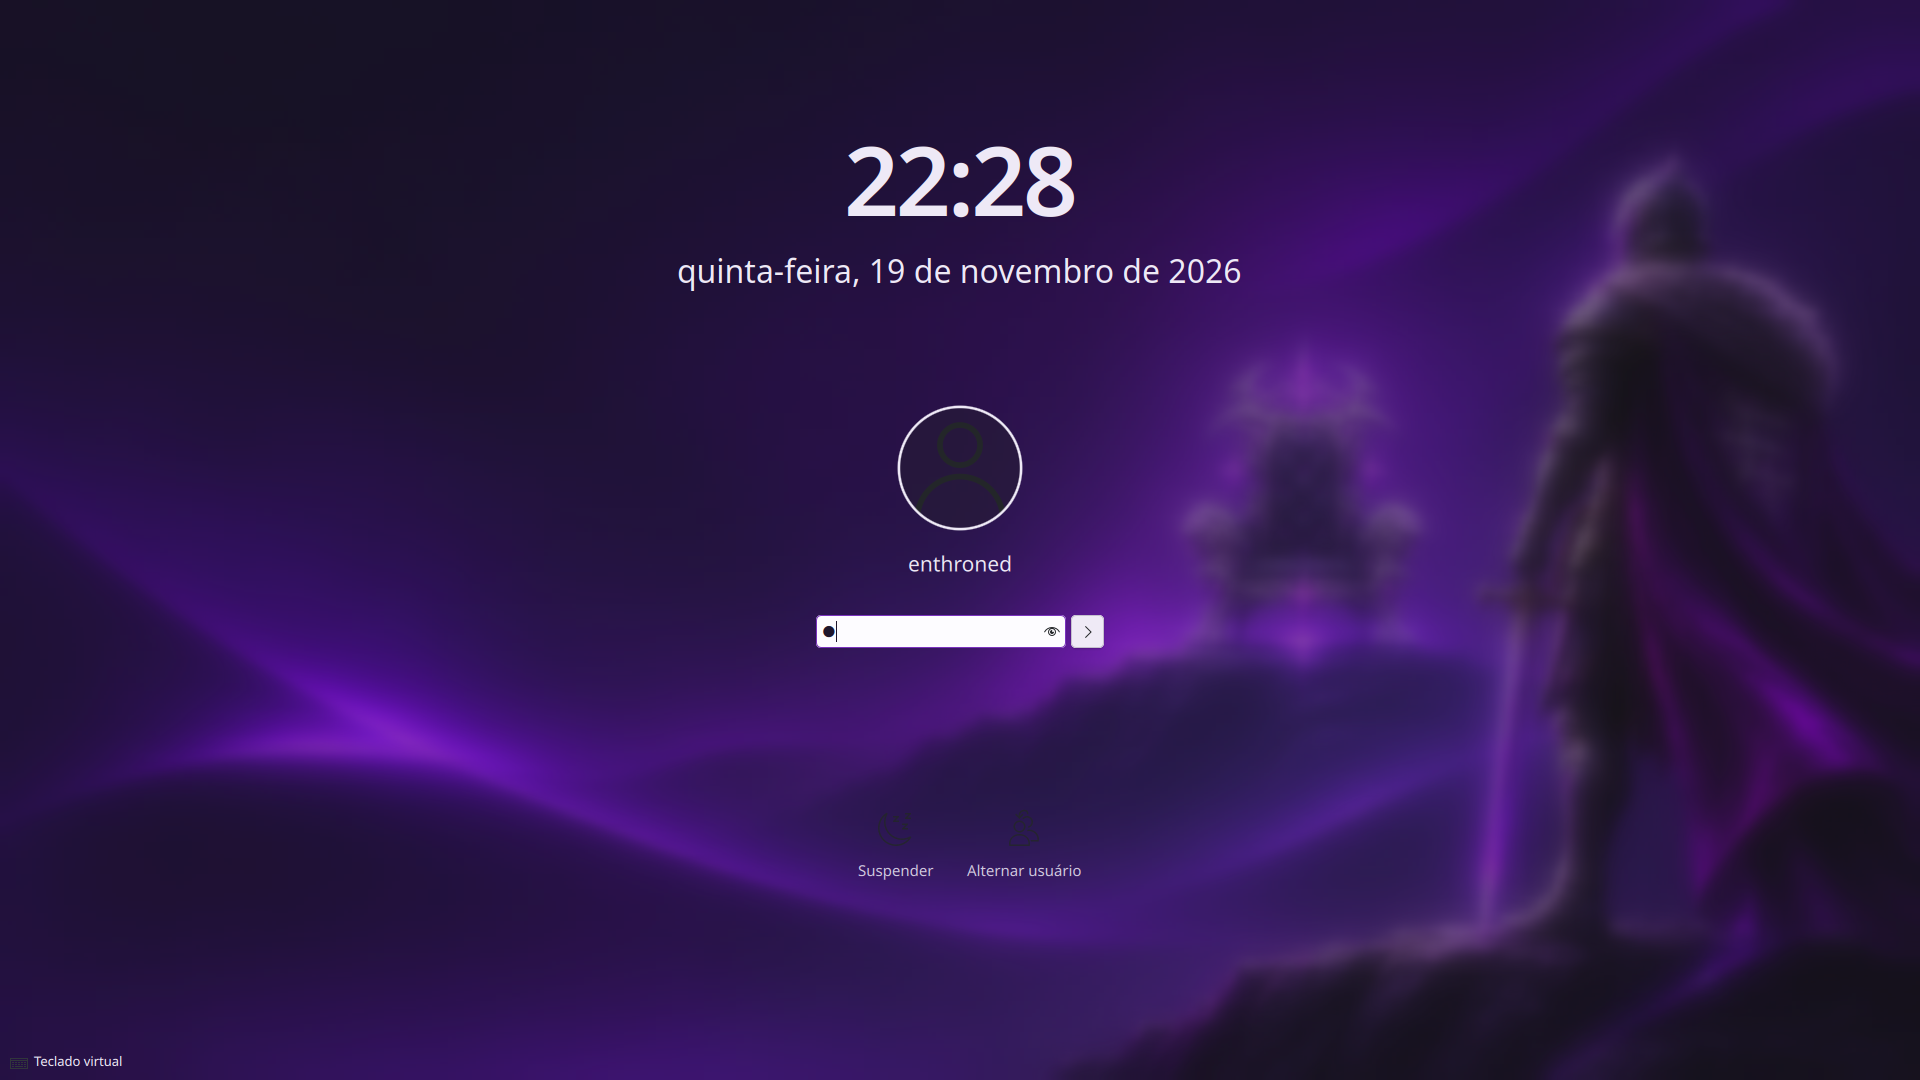 22:28
quinta-feira, 19 de novembro de 2026
enthroned
Suspender
Alternar usuário
Teclado virtual